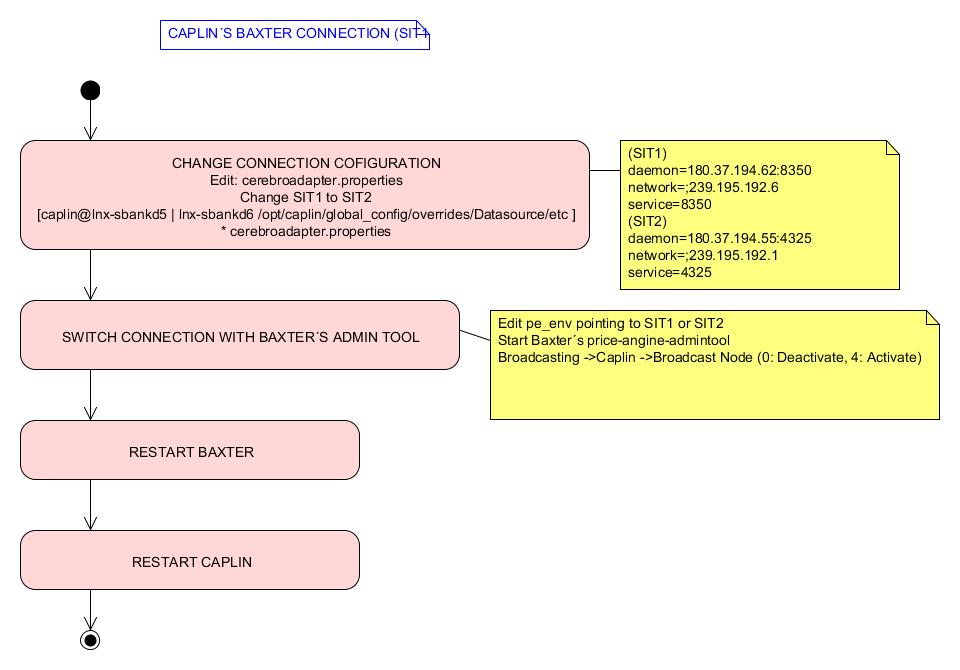 CAPLIN´S BAXTER CONNECTION (SIT1
CHANGE CONNECTION COFIGURATION
Edit: cerebroadapter.properties
Change SIT1 to SIT2
[caplin@lnx-sbankd5 | lnx-sbankd6 /opt/caplin/global_config/overrides/Datasource/etc ]
* cerebroadapter.properties
(SIT1)
daemon=180.37.194.62:8350
network=;239.195.192.6
service=8350
(SIT2)
daemon=180.37.194.55:4325
network=;239.195.192.1
service=4325
SWITCH CONNECTION WITH BAXTER´S ADMIN TOOL
Edit pe_env pointing to SIT1 or SIT2
Start Baxter´s price-angine-admintool
Broadcasting ->Caplin ->Broadcast Node (0: Deactivate, 4: Activate)
RESTART BAXTER
RESTART CAPLIN